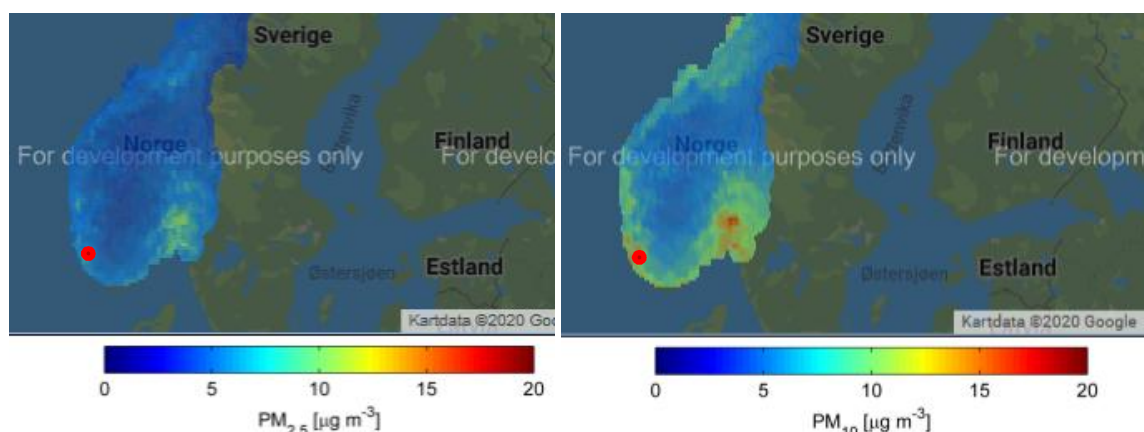 Sverige
Norge
Finland
For development purposes only
For develo
Østersjøen
Estland
Kartdata ©2020 Goo
0 5 10 15 20
PM2.5 [µg m-3]
Sverige
Norge
Finland
For development purposes only
For developm
Østersjøen
Estland
Kartdata ©2020 Google
0 5 10 15 20
PM10 [µg m-3]